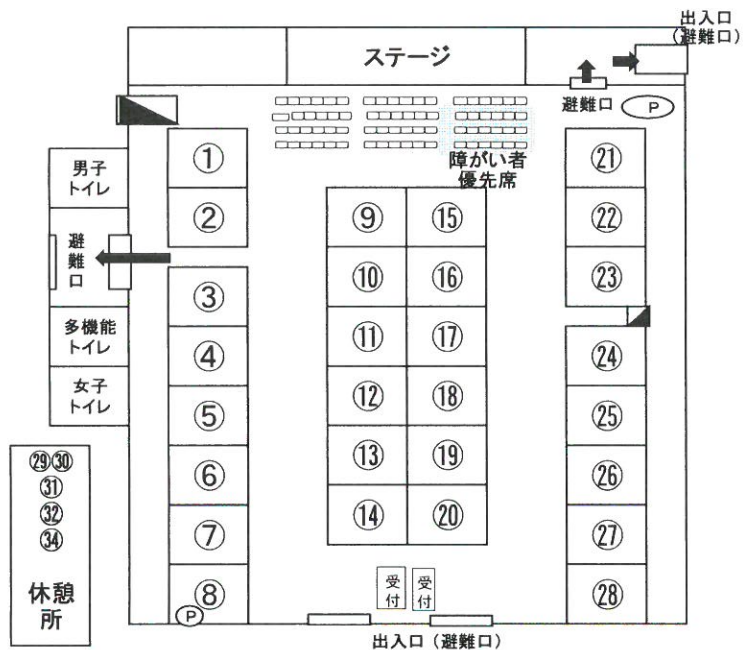 出入口
(避難口)
ステージ
避難口
P
障がい者
優先席
①
②
③
④
⑤
⑥
⑦
⑧
P
男子
トイレ
避
難
口
多機能
トイレ
女子
トイレ
㉙㉚
㉛
㉜
㉞
休憩
所
⑨ ⑮
⑩ ⑯
⑪ ⑰
⑫ ⑱
⑬ ⑲
⑭ ⑳
㉑
㉒
㉓
㉔
㉕
㉖
㉗
㉘
受
付
受
付
出入口(避難口)